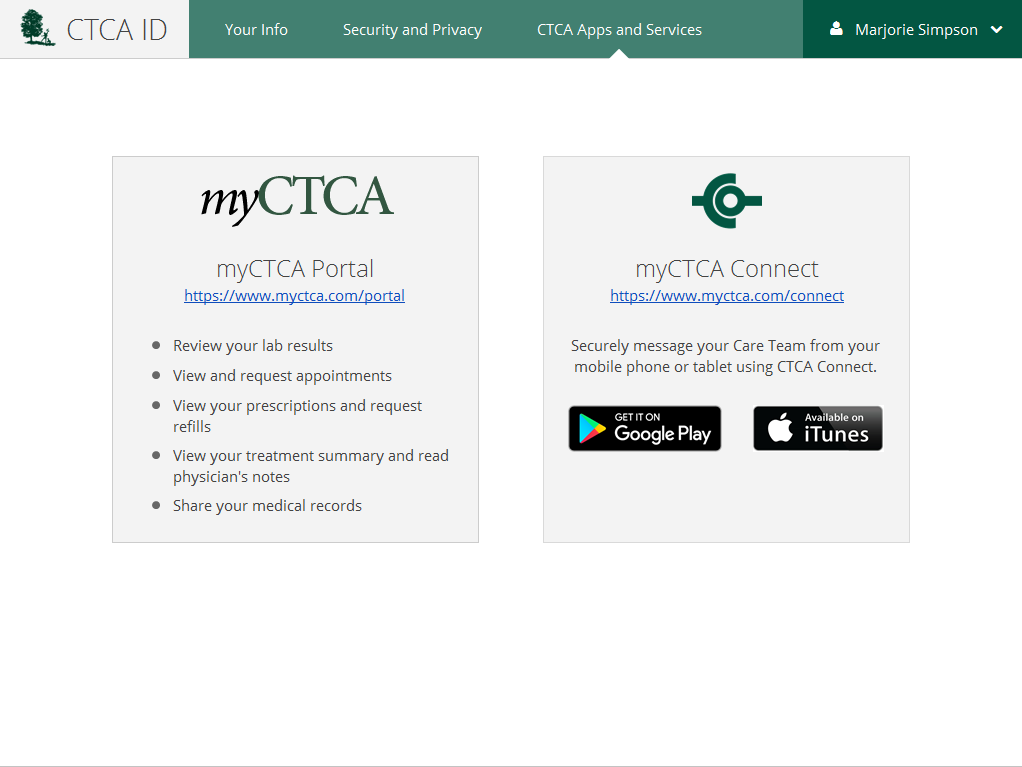 CTCA ID
Your Info
Security and Privacy
CTCA Apps and Services
Marjorie Simpson
myCTCA
myCTCA Portal
https://www.myctca.com/portal
Review your lab results
View and request appointments
View your prescriptions and request
refills
View your treatment summary and read
physician's notes
Share your medical records
myCTCA Connect
https://www.myctca.com/connect
Securely message your Care Team from your
mobile phone or tablet using CTCA Connect.
GET IT ON
Google Play
Available on
iTunes